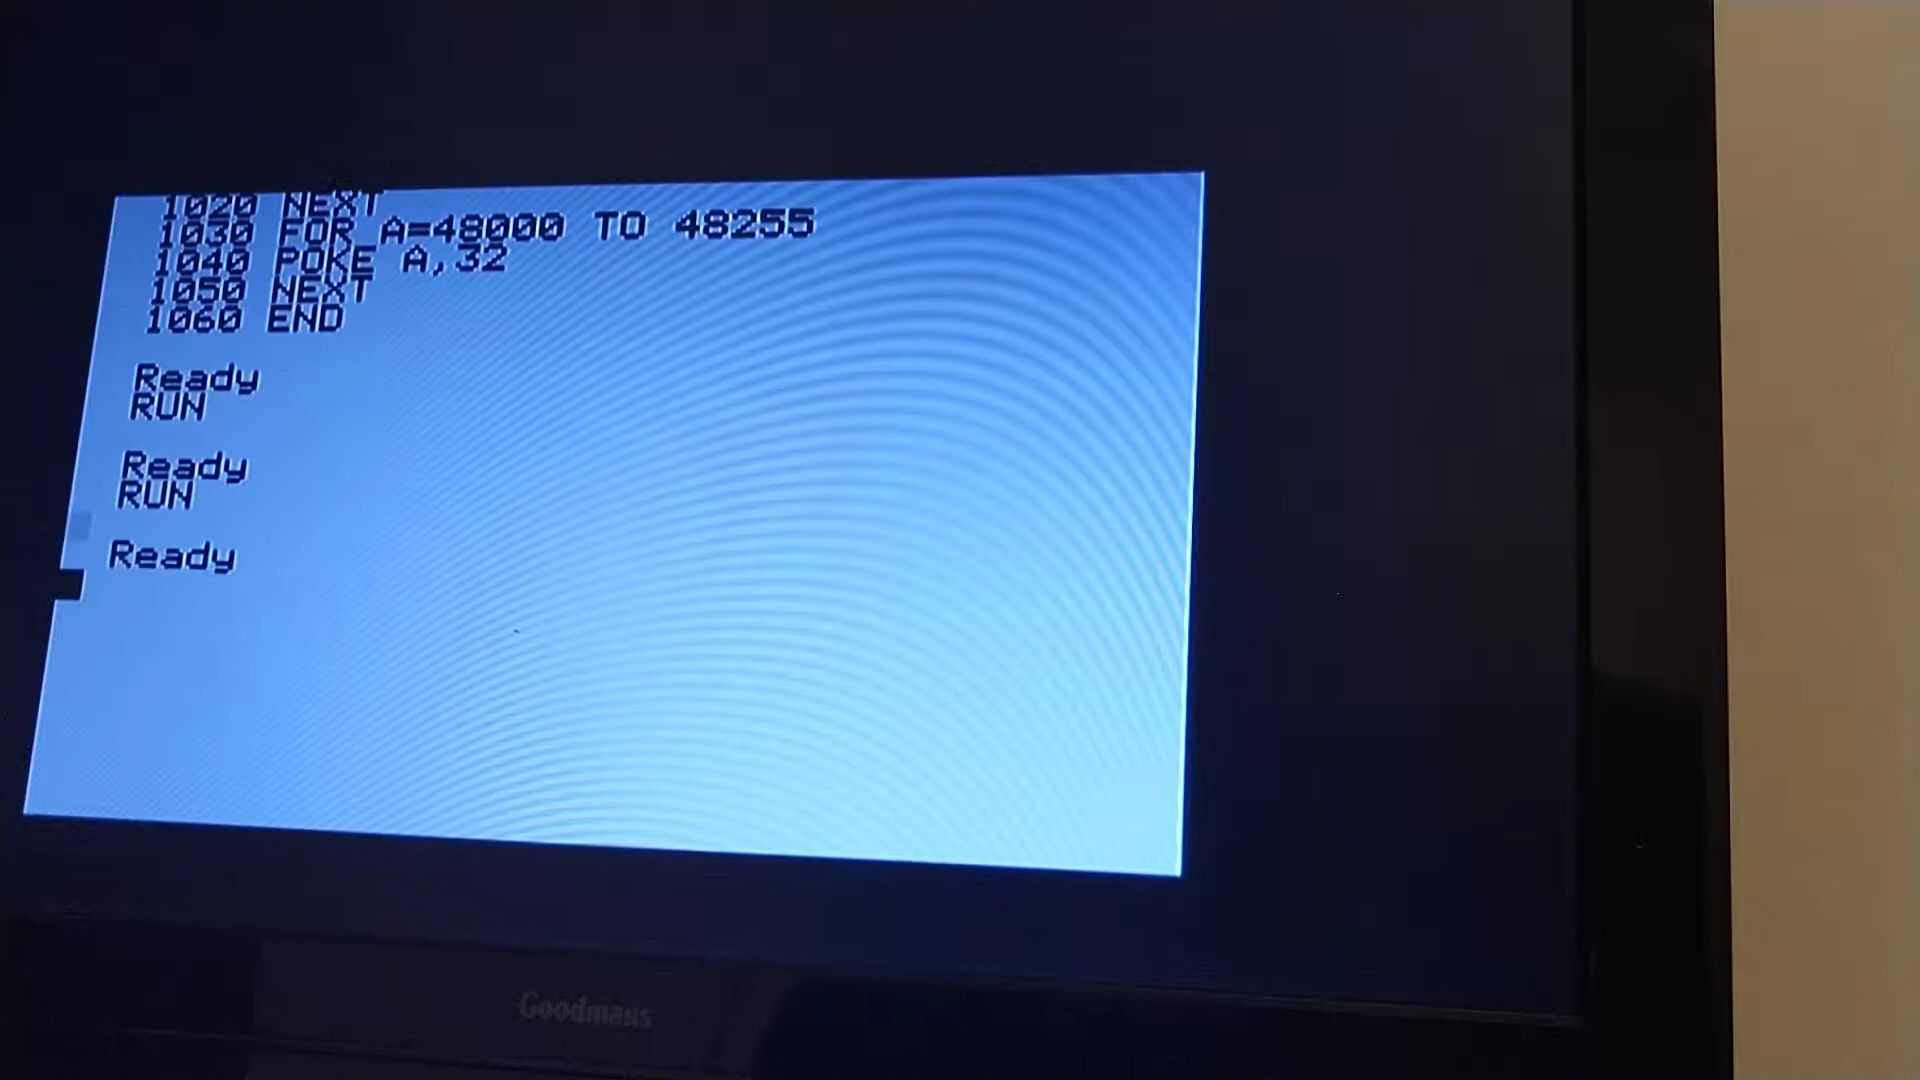 1020 NEXT
1030 FOR A=48000 TO 48255
1040 POKE A,32
1050 NEXT
1060 END
Ready
RUN
Ready
RUN
Ready
Goodmans